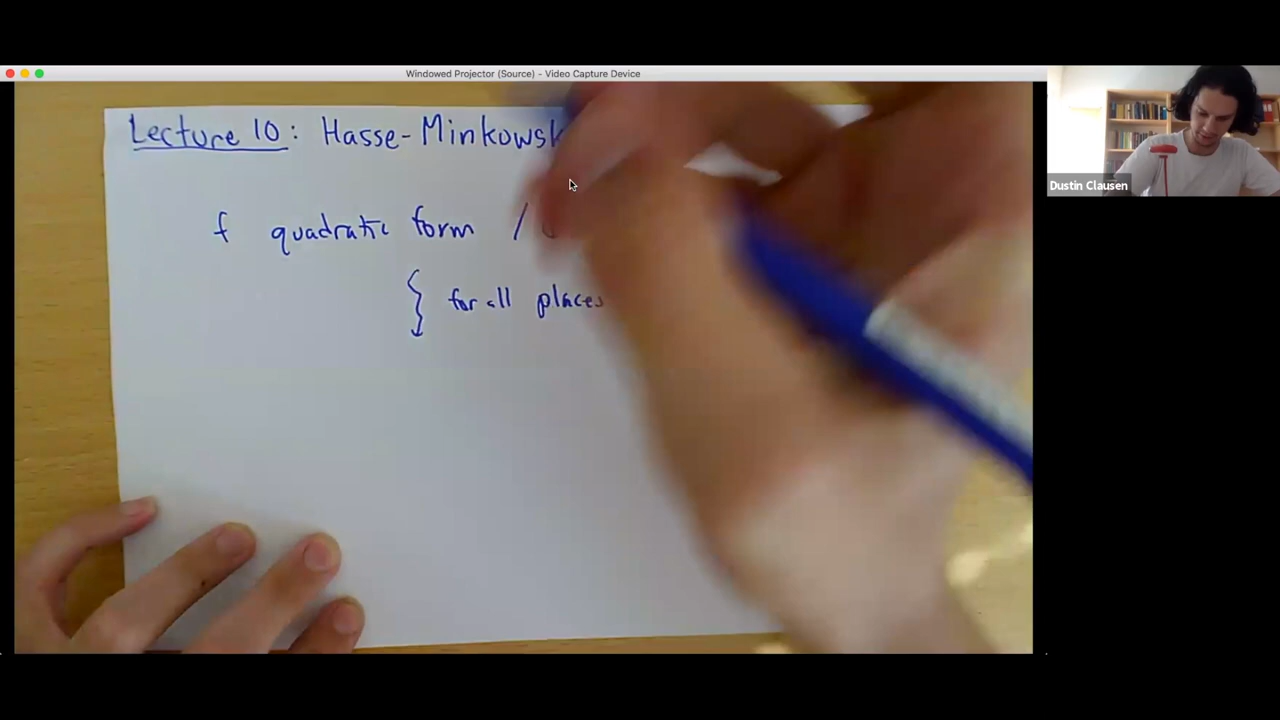 Windowed Projector (Source) - Video Capture Device
Lecture 10: Hasse-Minkowsk
f quadratic form /
for all places
Dustin Clausen